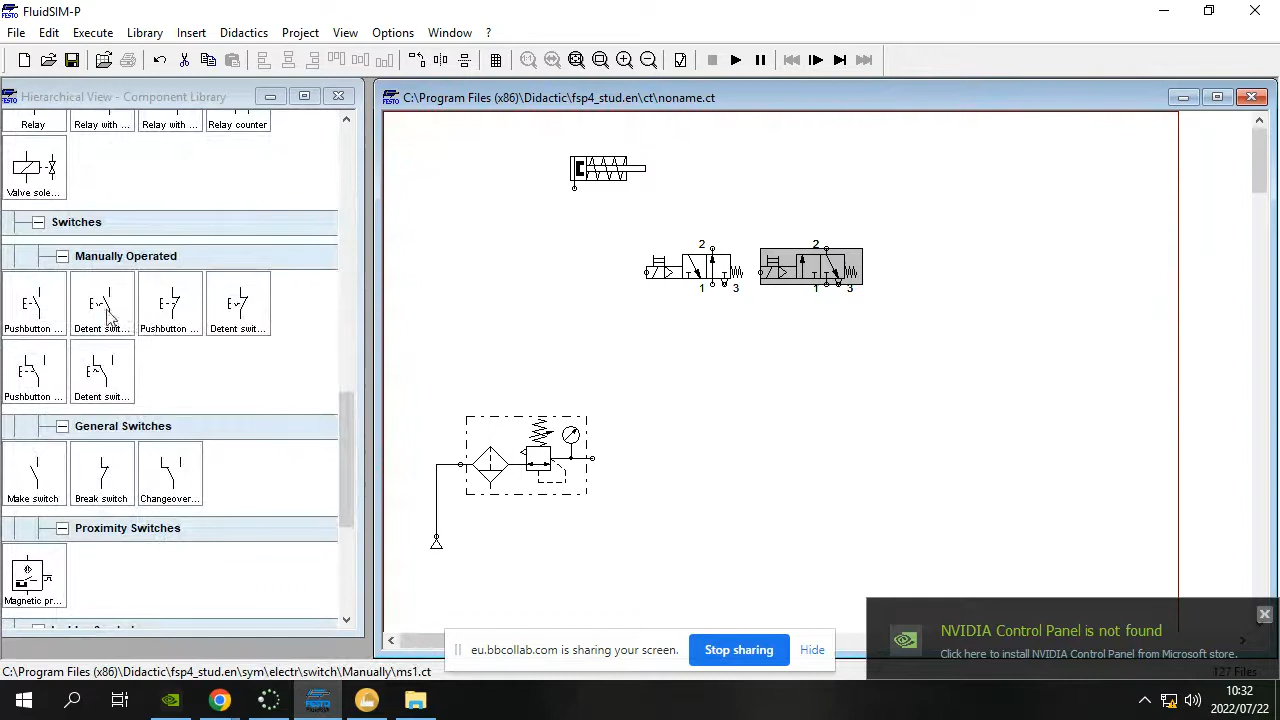 FluidSIM-P
File Edit Execute Library Insert Didactics Project View Options Window ?
FESTO Hierarchical View - Component Library
FESTO C:\Program Files (x86)\Didactic\fsp4_stud.en\ct\noname.ct
Relay Relay with ... Relay with ... Relay counter
Valve sole...
Switches
Manually Operated
Pushbutton ... Detent swit... Pushbutton ... Detent swit...
Pushbutton ... Detent swit...
General Switches
Make switch Break switch Changeover...
Proximity Switches
Magnetic pr...
2 2
1 3 1 3
eu.bbcollab.com is sharing your screen. Stop sharing Hide
NVIDIA Control Panel is not found
Click here to install NVIDIA Control Panel from Microsoft store.
C:\Program Files (x86)\Didactic\fsp4_stud.en\sym\electr\switch\Manually\ms1.ct 127 Files
FESTO
10:32
2022/07/22